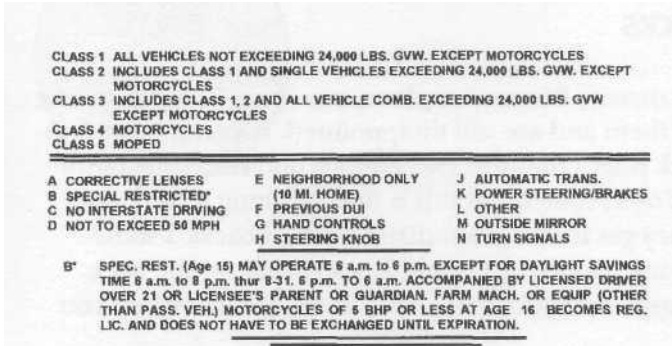 CLASS 1 ALL VEHICLES NOT EXCEEDING 24,000 LBS. GVW. EXCEPT MOTORCYCLES
CLASS 2 INCLUDES CLASS 1 AND SINGLE VEHICLES EXCEEDING 24,000 LBS. GVW. EXCEPT
MOTORCYCLES
CLASS 3 INCLUDES CLASS 1, 2 AND ALL VEHICLE COMB. EXCEEDING 24,000 LBS. GVW
EXCEPT MOTORCYCLES
CLASS 4 MOTORCYCLES
CLASS 5 MOPED
A CORRECTIVE LENSES
B SPECIAL RESTRICTED*
C NO INTERSTATE DRIVING
D NOT TO EXCEED 50 MPH
E NEIGHBORHOOD ONLY
(10 MI. HOME)
F PREVIOUS DUI
G HAND CONTROLS
H STEERING KNOB
J AUTOMATIC TRANS.
K POWER STEERING/BRAKES
L OTHER
M OUTSIDE MIRROR
N TURN SIGNALS
B* SPEC. REST. (Age 15) MAY OPERATE 6 a.m. to 6 p.m. EXCEPT FOR DAYLIGHT SAVINGS
TIME 6 a.m. to 8 p.m. thur 8-31. 6 p.m. TO 6 a.m. ACCOMPANIED BY LICENSED DRIVER
OVER 21 OR LICENSEE'S PARENT OR GUARDIAN. FARM MACH. OR EQUIP (OTHER
THAN PASS. VEH.) MOTORCYCLES OF 5 BHP OR LESS AT AGE 16 BECOMES REG.
LIC. AND DOES NOT HAVE TO BE EXCHANGED UNTIL EXPIRATION.